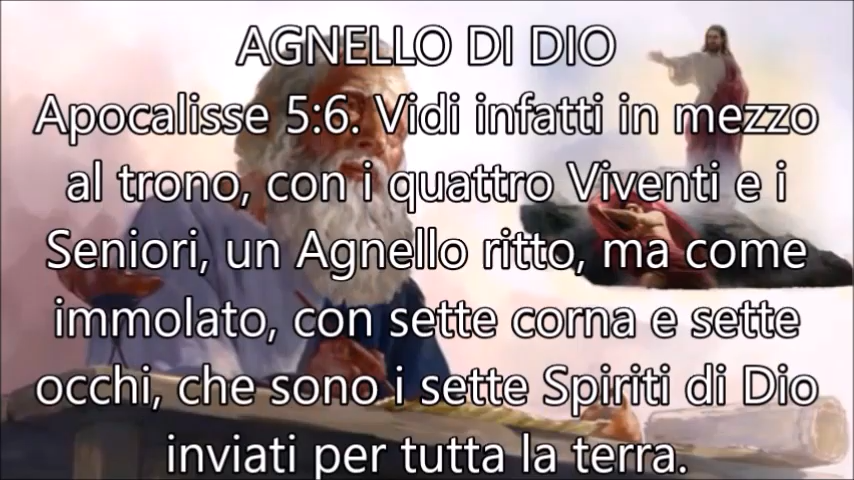 AGNELLO DI DIO
Apocalisse 5:6. Vidi infatti in mezzo
al trono, con i quattro Viventi e i
Seniori, un Agnello ritto, ma come
immolato, con sette corna e sette
occhi, che sono i sette Spiriti di Dio
inviati per tutta la terra.